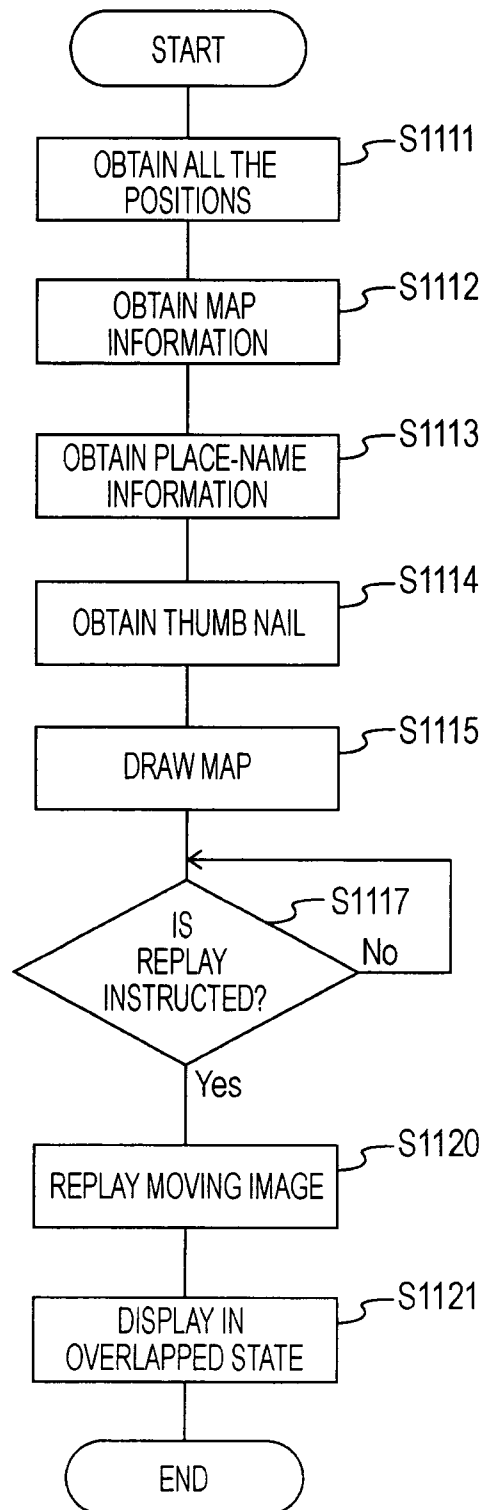 START
S1111
OBTAIN ALL THE
POSITIONS
S1112
OBTAIN MAP
INFORMATION
S1113
OBTAIN PLACE-NAME
INFORMATION
S1114
OBTAIN THUMB NAIL
S1115
DRAW MAP
S1117
IS
REPLAY
INSTRUCTED?
No
Yes
S1120
REPLAY MOVING IMAGE
S1121
DISPLAY IN
OVERLAPPED STATE
END